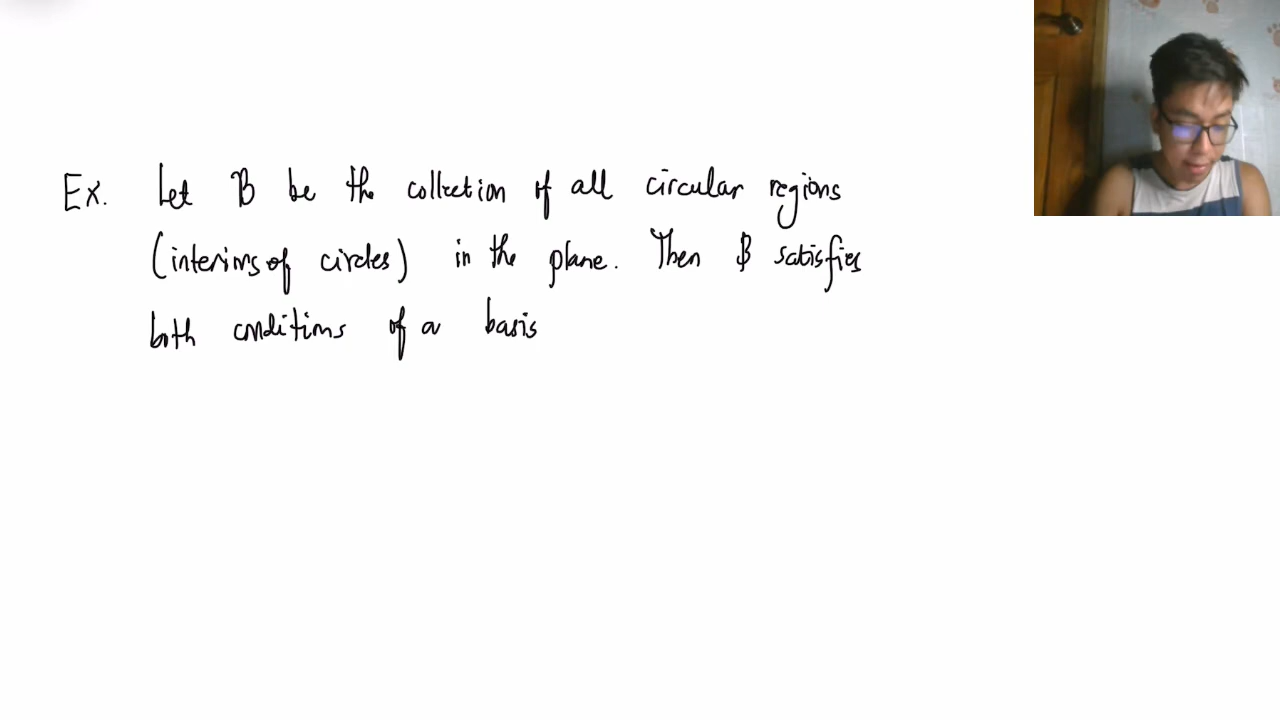 Ex. Let B be the collection of all circular regions
(interiors of circles) in the plane. Then B satisfies
both conditions of a basis